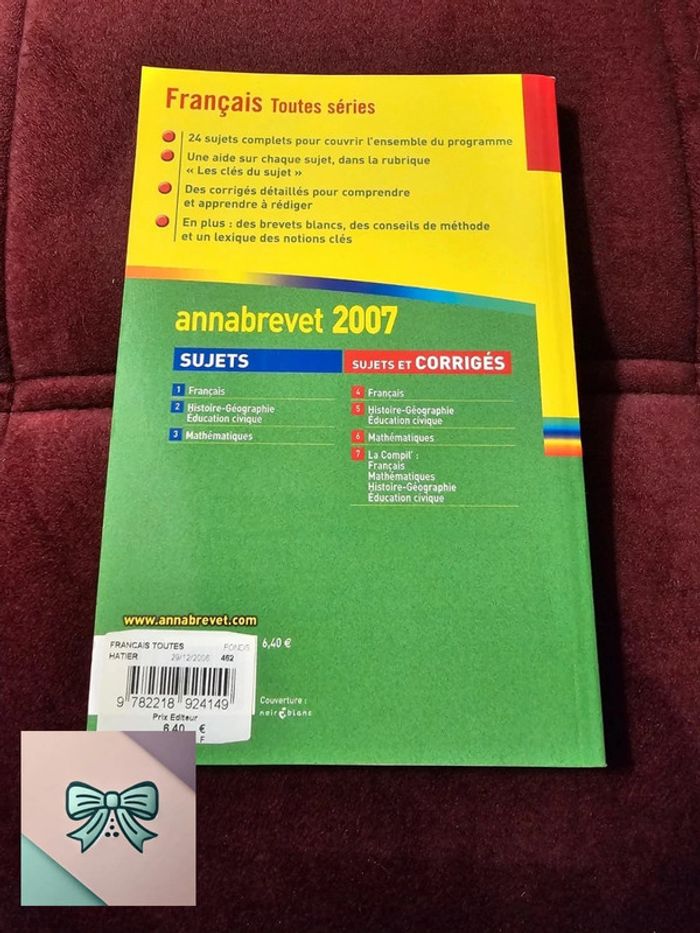 Français Toutes séries
24 sujets complets pour couvrir l'ensemble du programme
Une aide sur chaque sujet, dans la rubrique
« Les clés du sujet »
Des corrigés détaillés pour comprendre
et apprendre à rédiger
En plus : des brevets blancs, des conseils de méthode
et un lexique des notions clés
annabrevet 2007
SUJETS
1 Français
2 Histoire-Géographie
Éducation civique
3 Mathématiques
SUJETS ET CORRIGÉS
4 Français
5 Histoire-Géographie
Éducation civique
6 Mathématiques
7 La Compil' :
Français
Mathématiques
Histoire-Géographie
Éducation civique
www.annabrevet.com
6,40 €
FRANCAIS TOUTES FONDS
HATIER 29/12/2006 462
9 782218 924149
Prix Editeur
6,40 €
F
Couverture :
noir & blanc